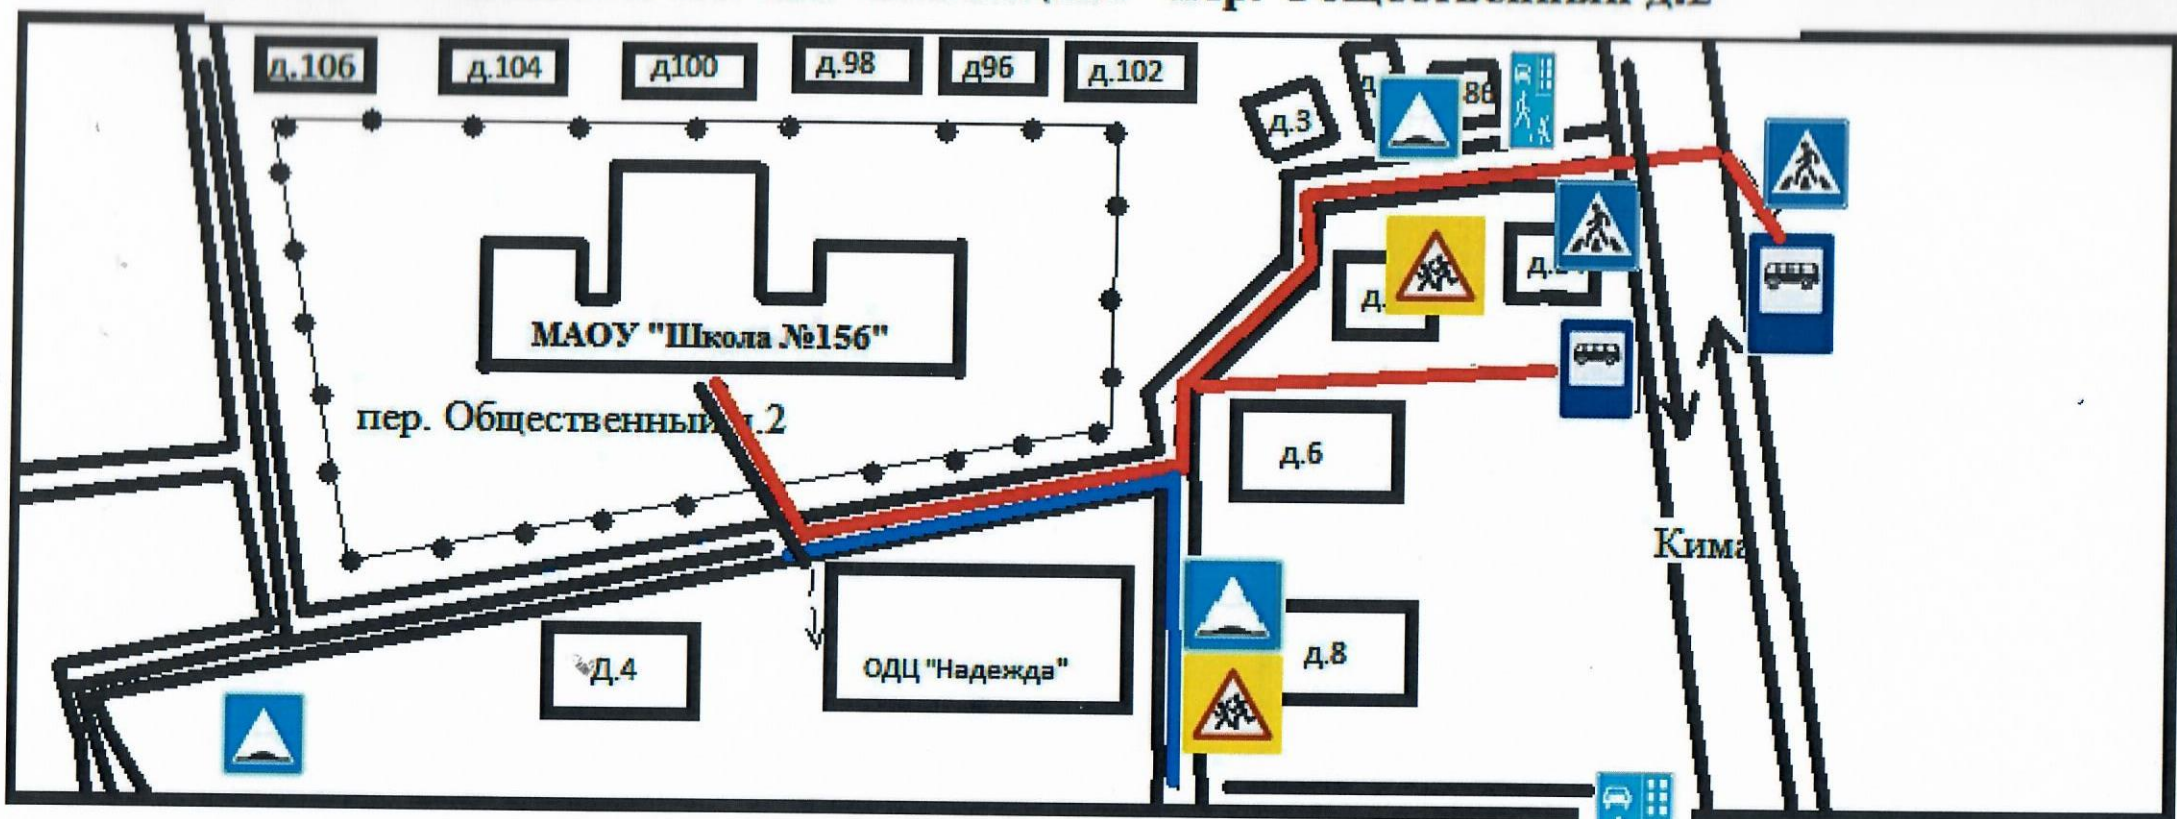 д.106
д.104
д100
д.98
д96
д.102
д.3
86
МАОУ "Школа №156"
пер. Общественный д.2
д.6
Кима
Д.4
ОДЦ "Надежда"
д.8